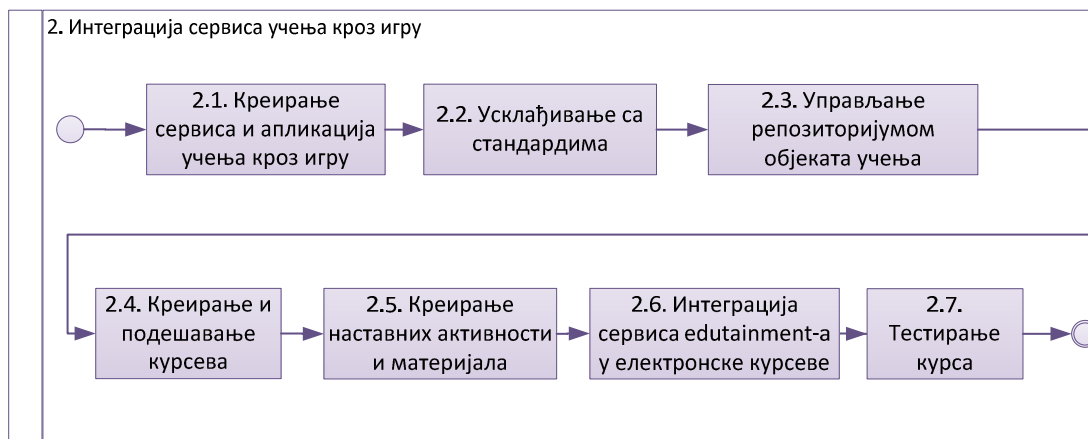 2. Интеграција сервиса учења кроз игру
2.1. Креирање
сервиса и апликација
учења кроз игру
2.2. Усклађивање са
стандардима
2.3. Управљање
репозиторијумом
објеката учења
2.4. Креирање и
подешавање
курсева
2.5. Креирање
наставних активности
и материјала
2.6. Интеграција
сервиса edutainment-а
у електронске курсеве
2.7.
Тестирање
курса